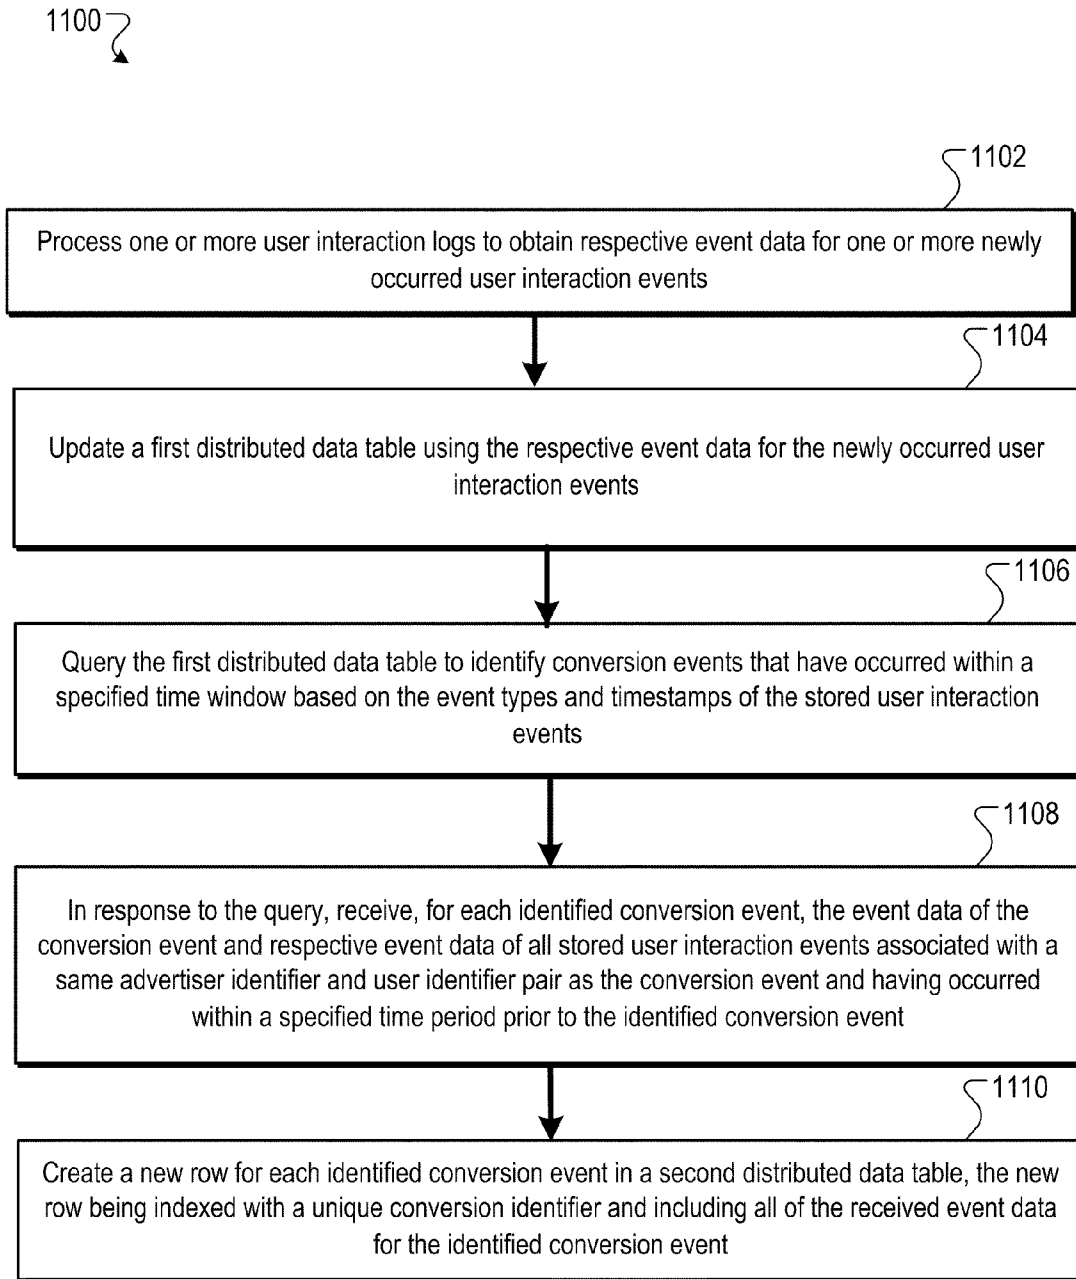 1100
1102
Process one or more user interaction logs to obtain respective event data for one or more newly
occurred user interaction events
1104
Update a first distributed data table using the respective event data for the newly occurred user
interaction events
1106
Query the first distributed data table to identify conversion events that have occurred within a
specified time window based on the event types and timestamps of the stored user interaction
events
1108
In response to the query, receive, for each identified conversion event, the event data of the
conversion event and respective event data of all stored user interaction events associated with a
same advertiser identifier and user identifier pair as the conversion event and having occurred
within a specified time period prior to the identified conversion event
1110
Create a new row for each identified conversion event in a second distributed data table, the new
row being indexed with a unique conversion identifier and including all of the received event data
for the identified conversion event